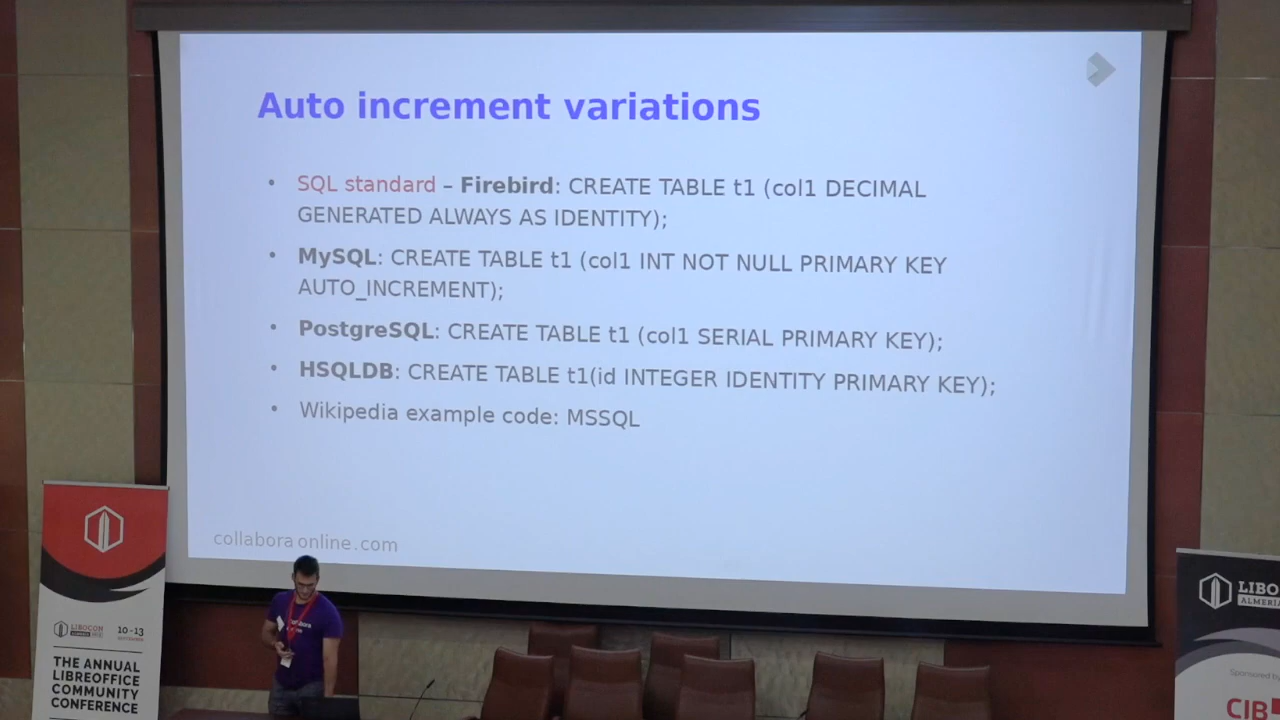 Auto increment variations
• SQL standard – Firebird: CREATE TABLE t1 (col1 DECIMAL
GENERATED ALWAYS AS IDENTITY);
• MySQL: CREATE TABLE t1 (col1 INT NOT NULL PRIMARY KEY
AUTO_INCREMENT);
• PostgreSQL: CREATE TABLE t1 (col1 SERIAL PRIMARY KEY);
• HSQLDB: CREATE TABLE t1(id INTEGER IDENTITY PRIMARY KEY);
• Wikipedia example code: MSSQL
collaboraonline.com
LIBOCON
10-13
THE ANNUAL
LIBREOFFICE
COMMUNITY
CONFERENCE
LIBOC
ALMERIA
Sponsored by
CIB